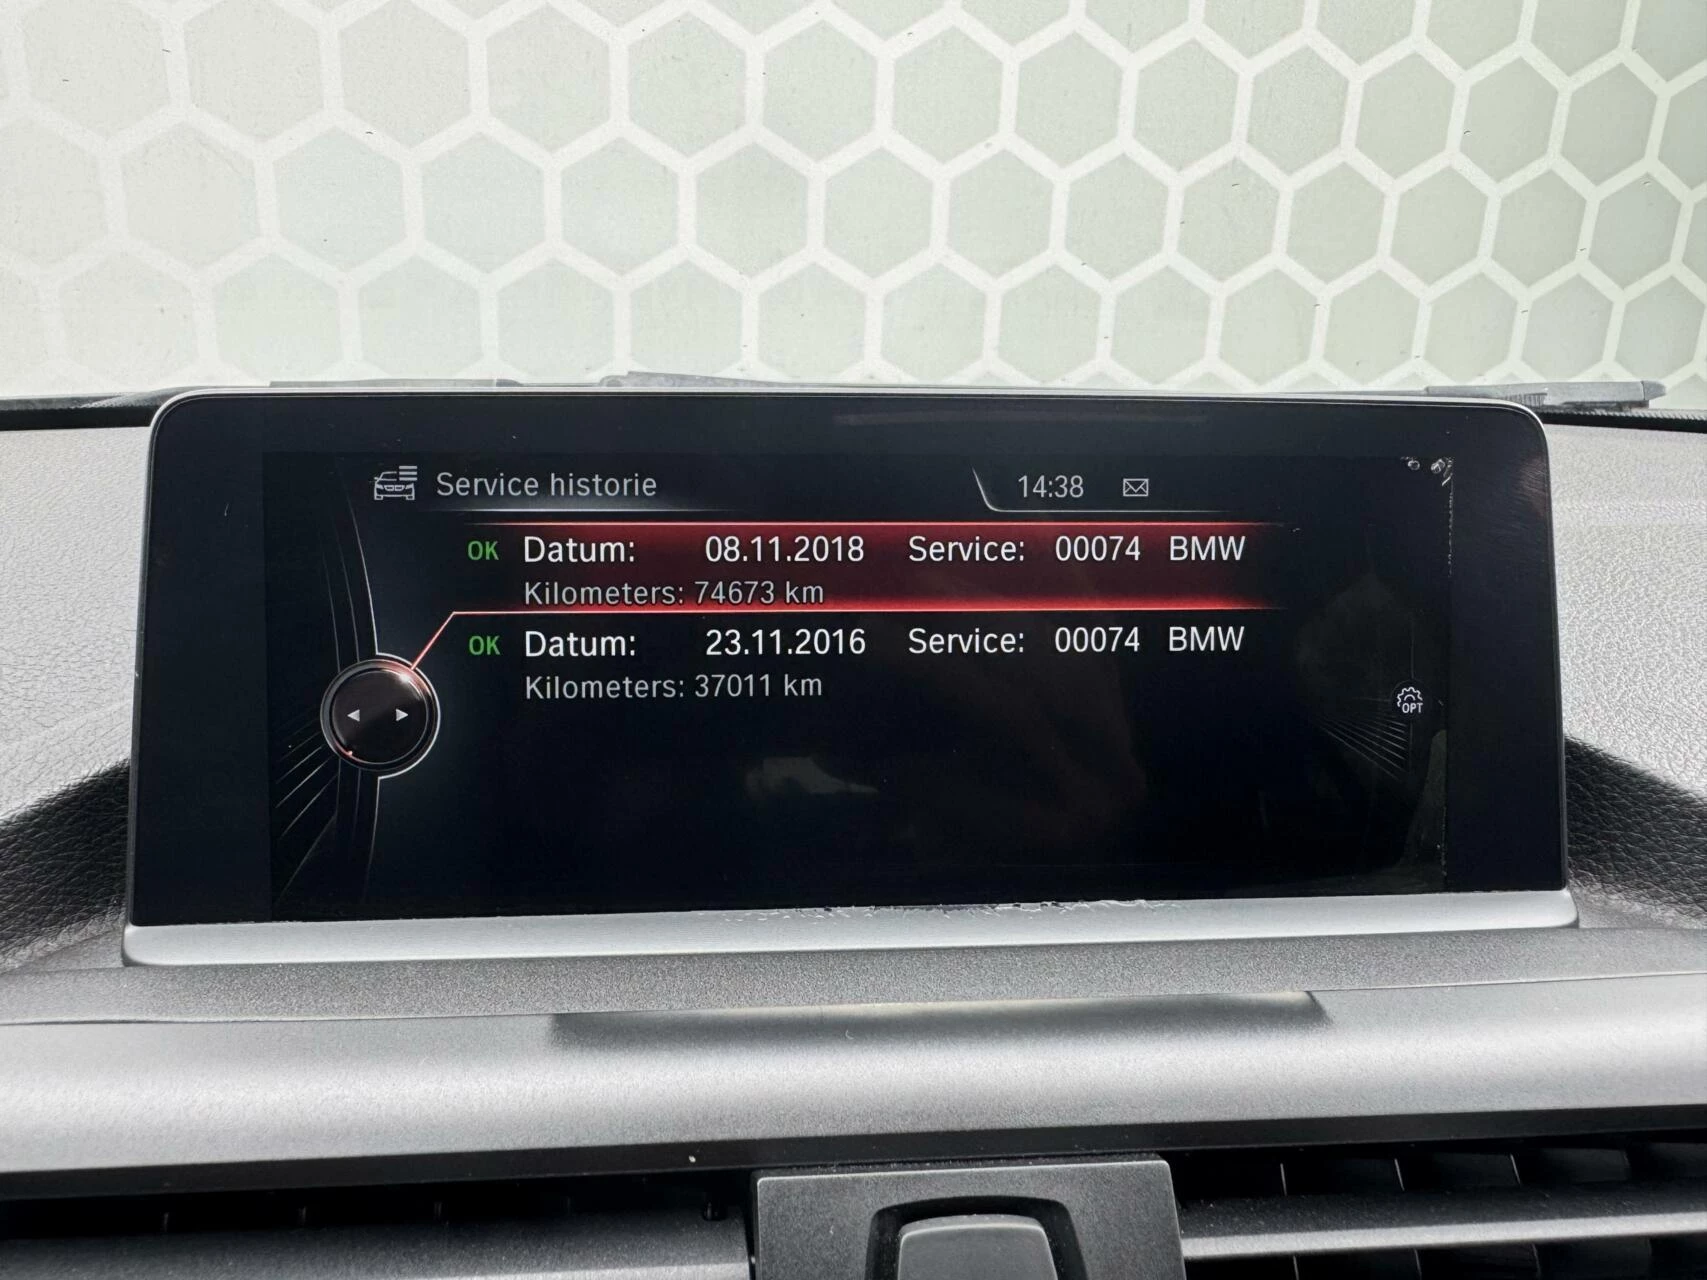 Service historie 14:38
OK Datum: 08.11.2018 Service: 00074 BMW
Kilometers: 74673 km
OK Datum: 23.11.2016 Service: 00074 BMW
Kilometers: 37011 km
OPT